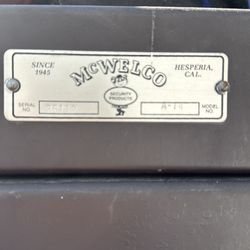 SINCE
1945
McWELCO
HESPERIA,
CAL.
SECURITY
PRODUCTS
SERIAL
NO.
MODEL
NO.